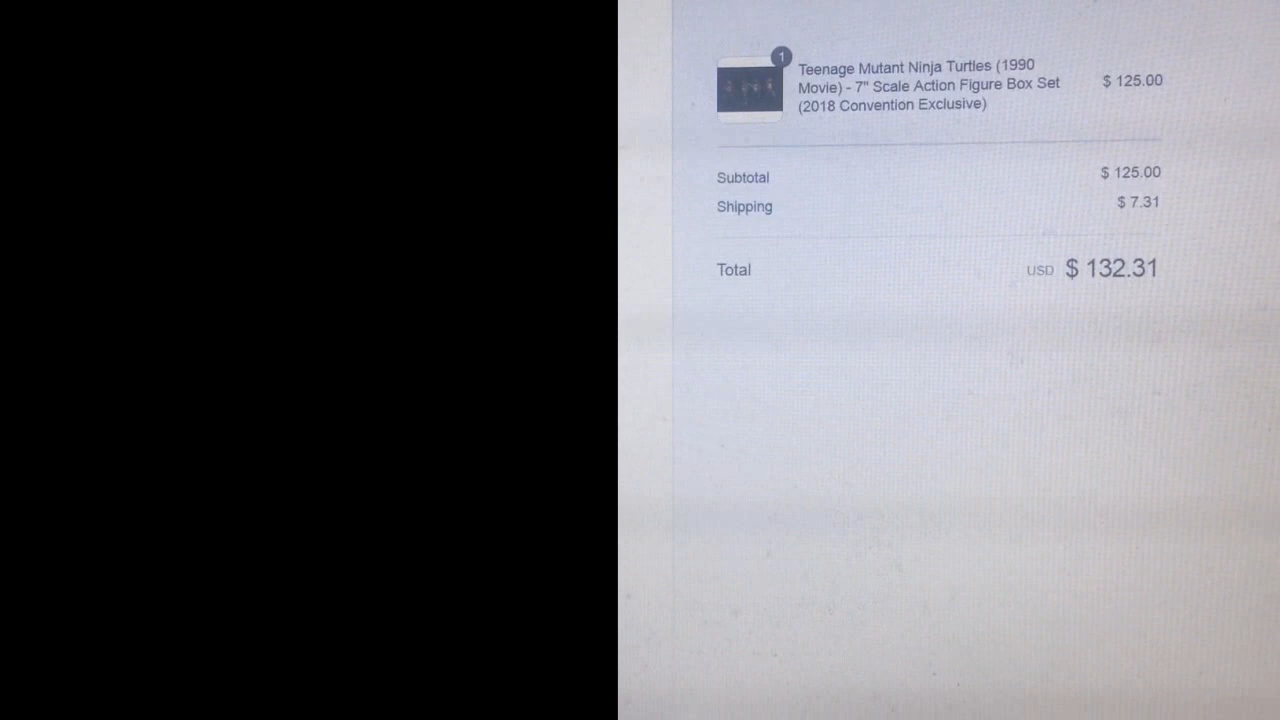 1
Teenage Mutant Ninja Turtles (1990
Movie) - 7" Scale Action Figure Box Set
(2018 Convention Exclusive)
$ 125.00
Subtotal $ 125.00
Shipping $ 7.31
Total USD $ 132.31